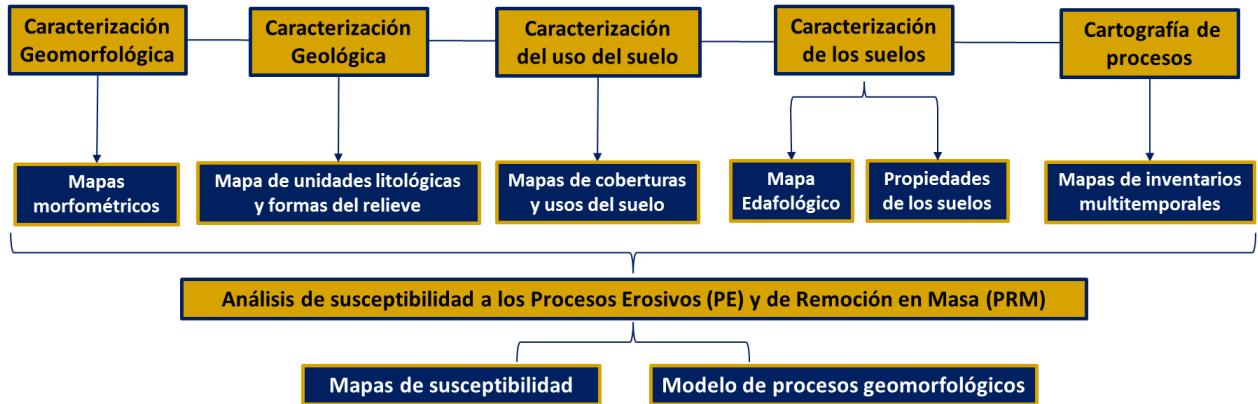 Caracterización
Geomorfológica
Caracterización
Geológica
Caracterización
del uso del suelo
Caracterización
de los suelos
Cartografía de
procesos
Mapas
morfométricos
Mapa de unidades litológicas
y formas del relieve
Mapas de coberturas
y usos del suelo
Mapa
Edafológico
Propiedades
de los suelos
Mapas de inventarios
multitemporales
Análisis de susceptibilidad a los Procesos Erosivos (PE) y de Remoción en Masa (PRM)
Mapas de susceptibilidad
Modelo de procesos geomorfológicos